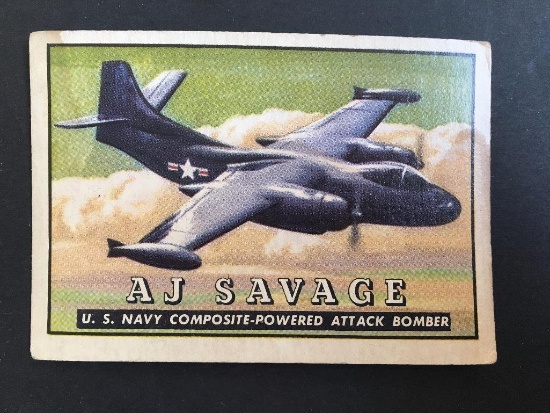 AJ SAVAGE
U. S. NAVY COMPOSITE-POWERED ATTACK BOMBER